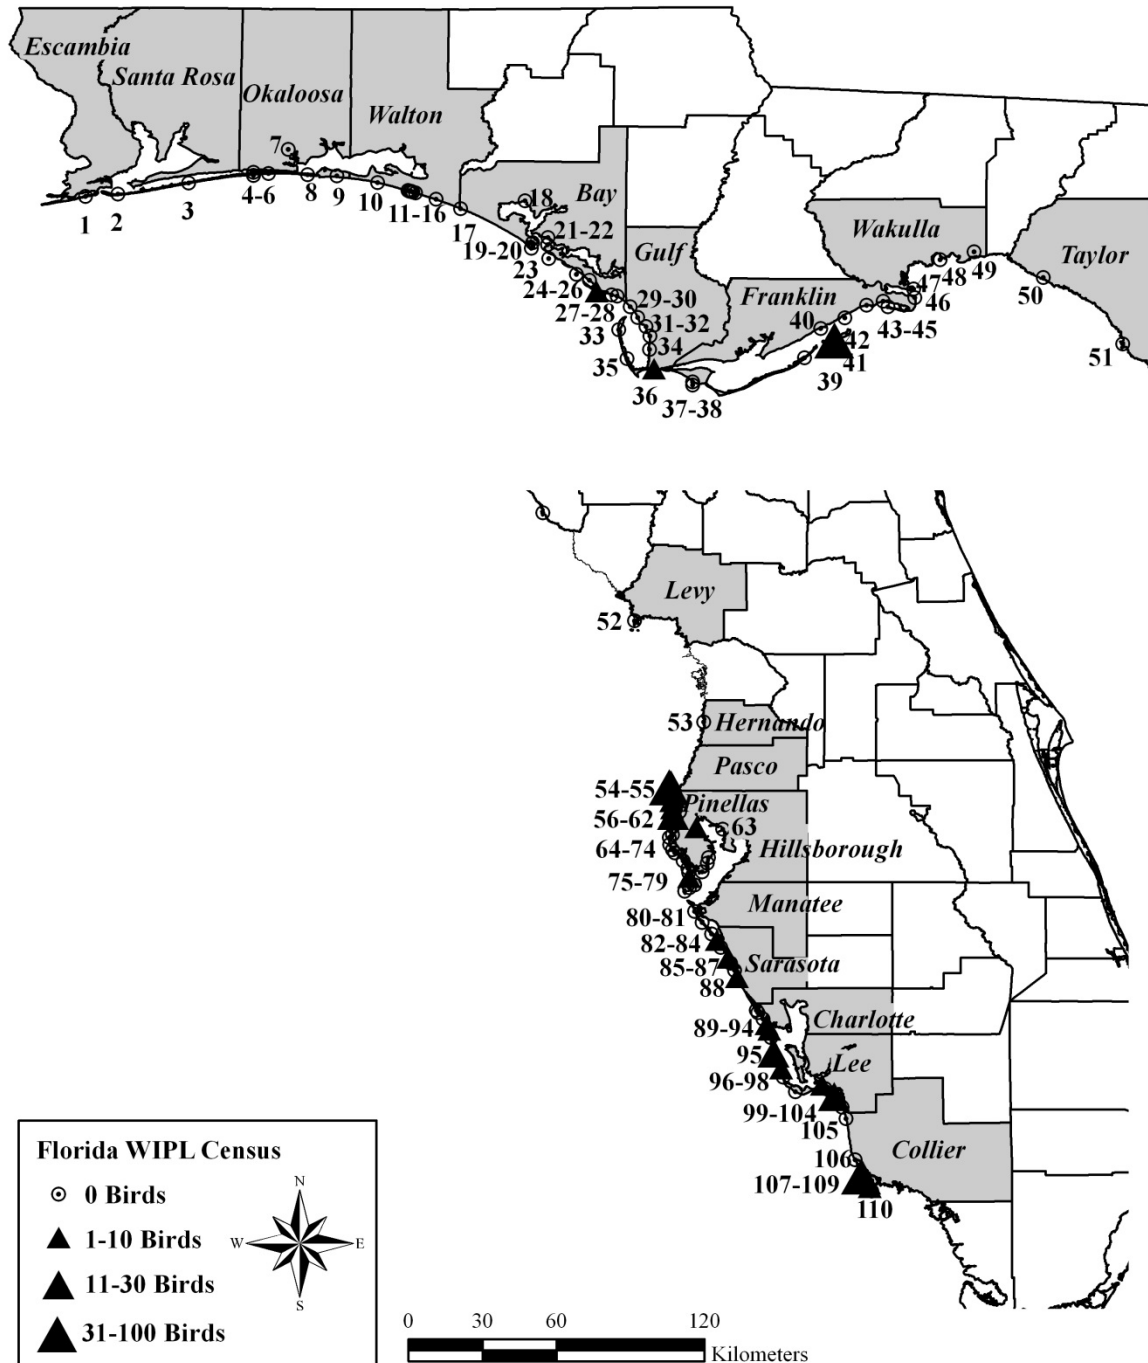 Escambia
Santa Rosa
Okaloosa
Walton
7
1
2
3
4-6
8
9
10
11-16
17
18
Bay
19-20
21-22
23
24-26
27-28
Gulf
29-30
31-32
33
34
35
36
37-38
Franklin
39
40
41
42
43-45
Wakulla
46
47
48
49
50
51
Taylor
Levy
52
53
Hernando
Pasco
54-55
Pinellas
56-62
63
64-74
Hillsborough
75-79
Manatee
80-81
82-84
85-87
Sarasota
88
89-94
Charlotte
95
Lee
96-98
99-104
105
106
Collier
107-109
110
Florida WIPL Census
0 Birds
1-10 Birds
11-30 Birds
31-100 Birds
N
W
E
S
0 30 60 120
Kilometers